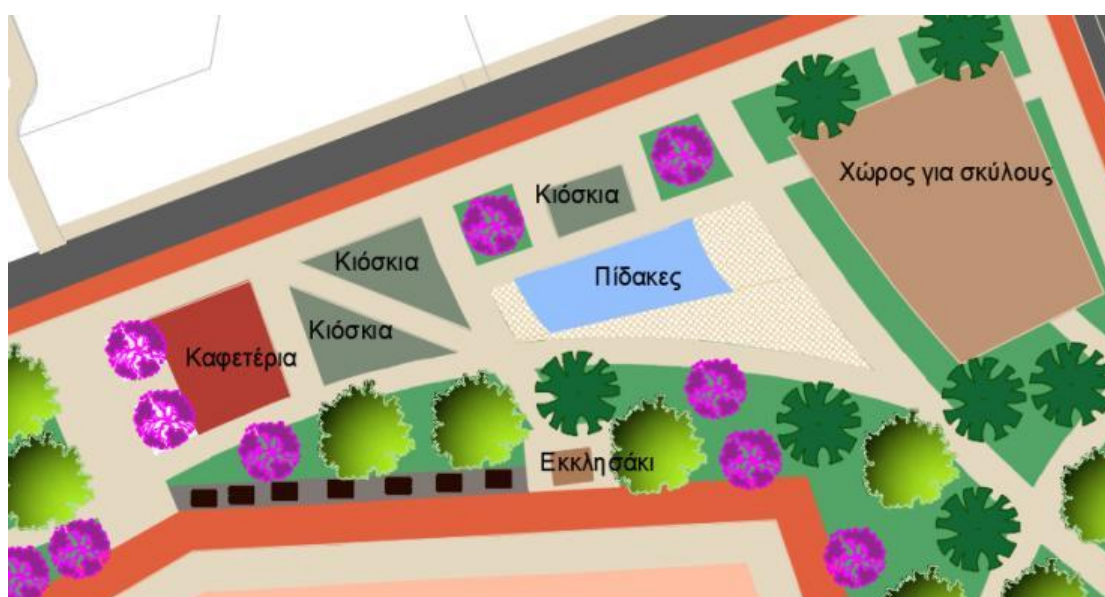 Χώρος για σκύλους
Κιόσκια
Κιόσκια
Πίδακες
Κιόσκια
Καφετέρια
Εκκλησάκι